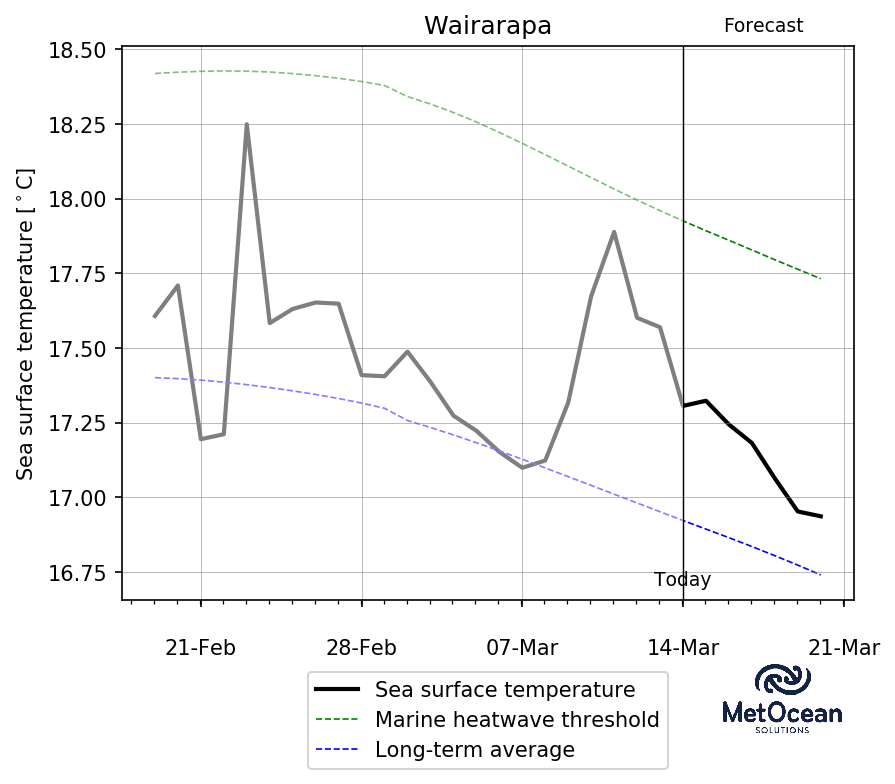 Wairarapa
Forecast
Sea surface temperature [°C]
18.50
18.25
18.00
17.75
17.50
17.25
17.00
16.75
Today
21-Feb
28-Feb
07-Mar
14-Mar
21-Mar
Sea surface temperature
Marine heatwave threshold
Long-term average
MetOcean
SOLUTIONS